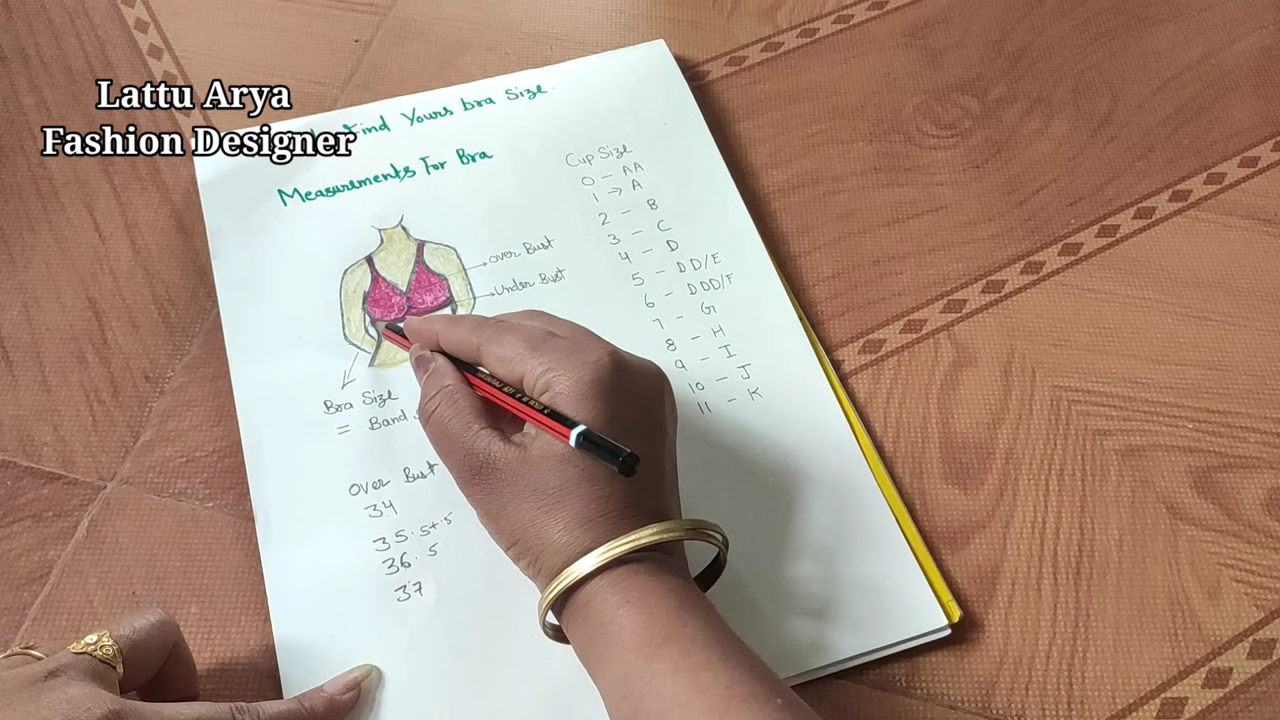 Lattu Arya
Fashion Designer
Find Yours bra Size.
Measurements For Bra
over Bust
Under Bust
Bra Size
= Band
Over Bust
34
35.5+.5
36.5
37
Cup Size
0 - AA
1 → A
2 - B
3 - C
4 - D
5 - DD/E
6 - DDD/F
7 - G
8 - H
9 - I
10 - J
11 - K